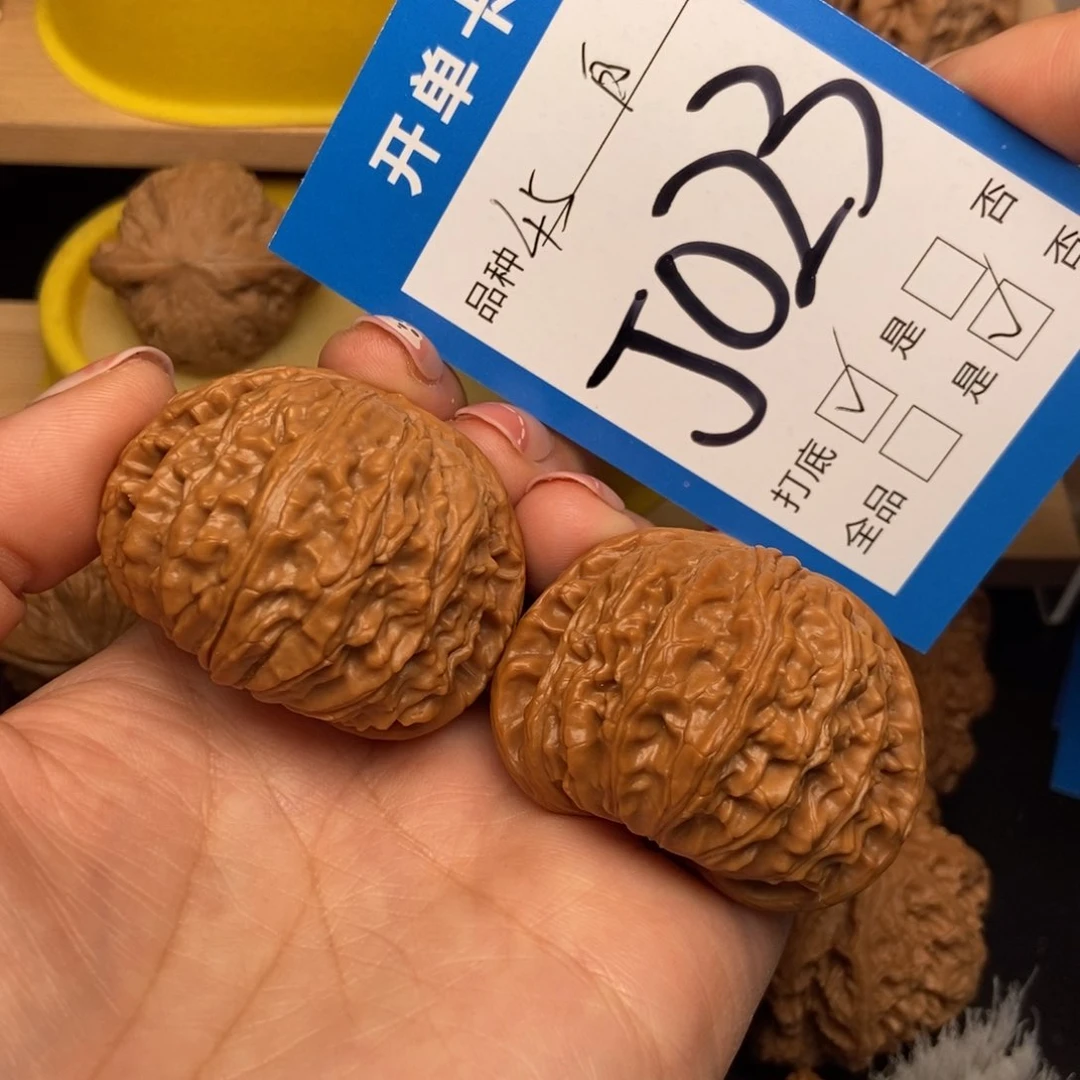 开单卡
品种
J023
打底 ☑ 是 ☐ 否
全品 ☐ 是 ☑ 否